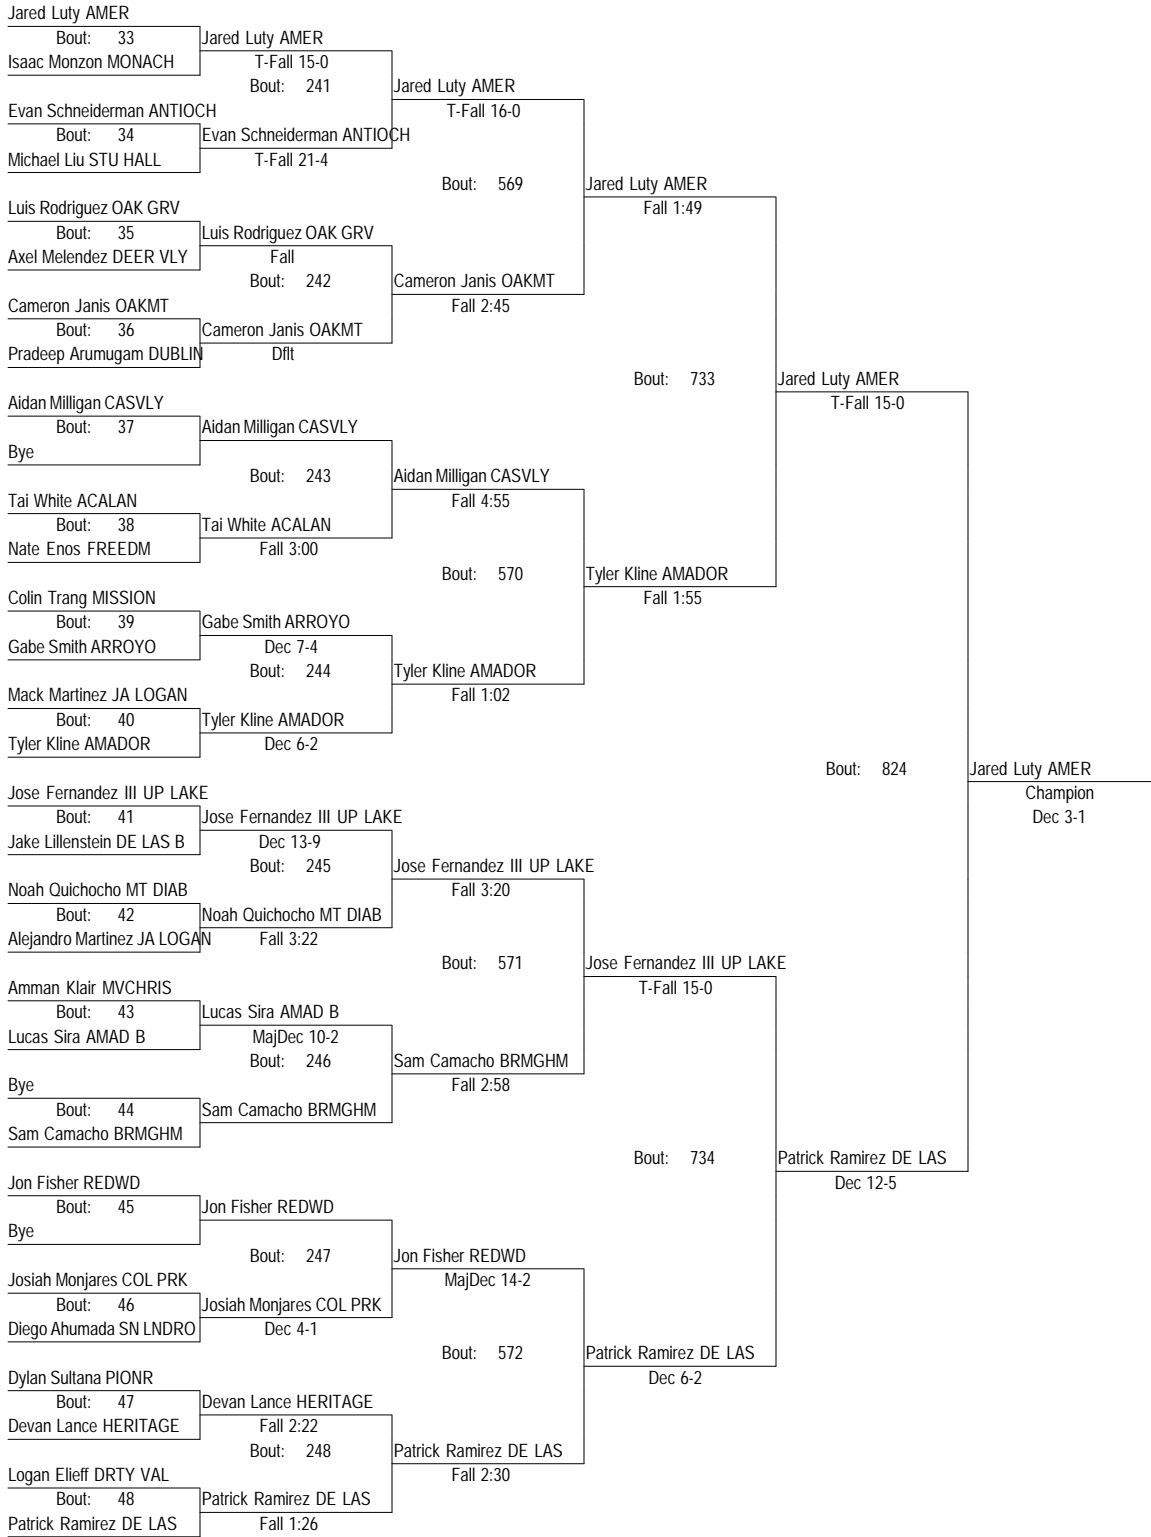 Jared Luty AMER
Bout: 33
Jared Luty AMER
Isaac Monzon MONACH
T-Fall 15-0
Bout: 241
Jared Luty AMER
Evan Schneiderman ANTIOCH
T-Fall 16-0
Bout: 34
Evan Schneiderman ANTIOCH
Michael Liu STU HALL
T-Fall 21-4
Bout: 569
Jared Luty AMER
Luis Rodriguez OAK GRV
Fall 1:49
Bout: 35
Luis Rodriguez OAK GRV
Axel Melendez DEER VLY
Fall
Bout: 242
Cameron Janis OAKMT
Cameron Janis OAKMT
Fall 2:45
Bout: 36
Cameron Janis OAKMT
Pradeep Arumugam DUBLIN
Dflt
Bout: 733
Jared Luty AMER
Aidan Milligan CASVLY
T-Fall 15-0
Bout: 37
Aidan Milligan CASVLY
Bye
Bout: 243
Aidan Milligan CASVLY
Tai White ACALAN
Fall 4:55
Bout: 38
Tai White ACALAN
Nate Enos FREEDM
Fall 3:00
Bout: 570
Tyler Kline AMADOR
Colin Trang MISSION
Fall 1:55
Bout: 39
Gabe Smith ARROYO
Gabe Smith ARROYO
Dec 7-4
Bout: 244
Tyler Kline AMADOR
Mack Martinez JA LOGAN
Fall 1:02
Bout: 40
Tyler Kline AMADOR
Tyler Kline AMADOR
Dec 6-2
Bout: 824
Jared Luty AMER
Jose Fernandez III UP LAKE
Champion
Bout: 41
Jose Fernandez III UP LAKE
Dec 3-1
Jake Lillenstein DE LAS B
Dec 13-9
Bout: 245
Jose Fernandez III UP LAKE
Noah Quichocho MT DIAB
Fall 3:20
Bout: 42
Noah Quichocho MT DIAB
Alejandro Martinez JA LOGAN
Fall 3:22
Bout: 571
Jose Fernandez III UP LAKE
Amman Klair MVCHRIS
T-Fall 15-0
Bout: 43
Lucas Sira AMAD B
Lucas Sira AMAD B
MajDec 10-2
Bout: 246
Sam Camacho BRMGHM
Bye
Fall 2:58
Bout: 44
Sam Camacho BRMGHM
Sam Camacho BRMGHM
Bout: 734
Patrick Ramirez DE LAS
Jon Fisher REDWD
Dec 12-5
Bout: 45
Jon Fisher REDWD
Bye
Bout: 247
Jon Fisher REDWD
Josiah Monjares COL PRK
MajDec 14-2
Bout: 46
Josiah Monjares COL PRK
Diego Ahumada SN LNDRO
Dec 4-1
Bout: 572
Patrick Ramirez DE LAS
Dylan Sultana PIONR
Dec 6-2
Bout: 47
Devan Lance HERITAGE
Devan Lance HERITAGE
Fall 2:22
Bout: 248
Patrick Ramirez DE LAS
Logan Elieff DRTY VAL
Fall 2:30
Bout: 48
Patrick Ramirez DE LAS
Patrick Ramirez DE LAS
Fall 1:26